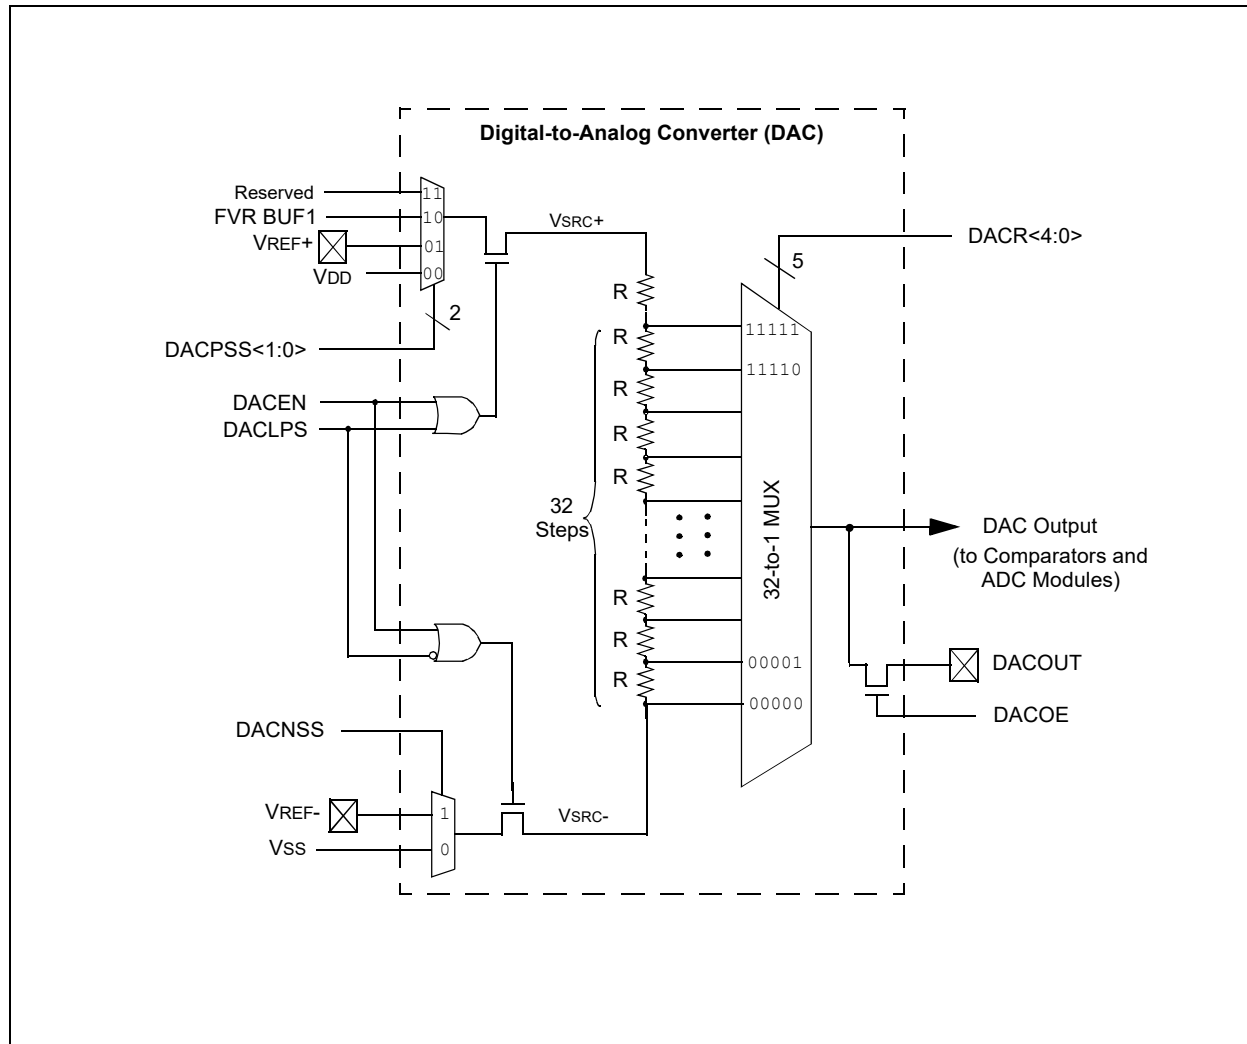 Digital-to-Analog Converter (DAC)
Reserved
11
FVR BUF1
10
VREF+
01
VDD
00
VSRC+
DACR<4:0>
5
2
DACPSS<1:0>
DACEN
DACLPS
R
R
R
R
R
32
Steps
R
R
R
11111
11110
32-to-1 MUX
00001
00000
DAC Output
(to Comparators and
ADC Modules)
DACOUT
DACOE
DACNSS
VREF-
1
VSS
0
VSRC-